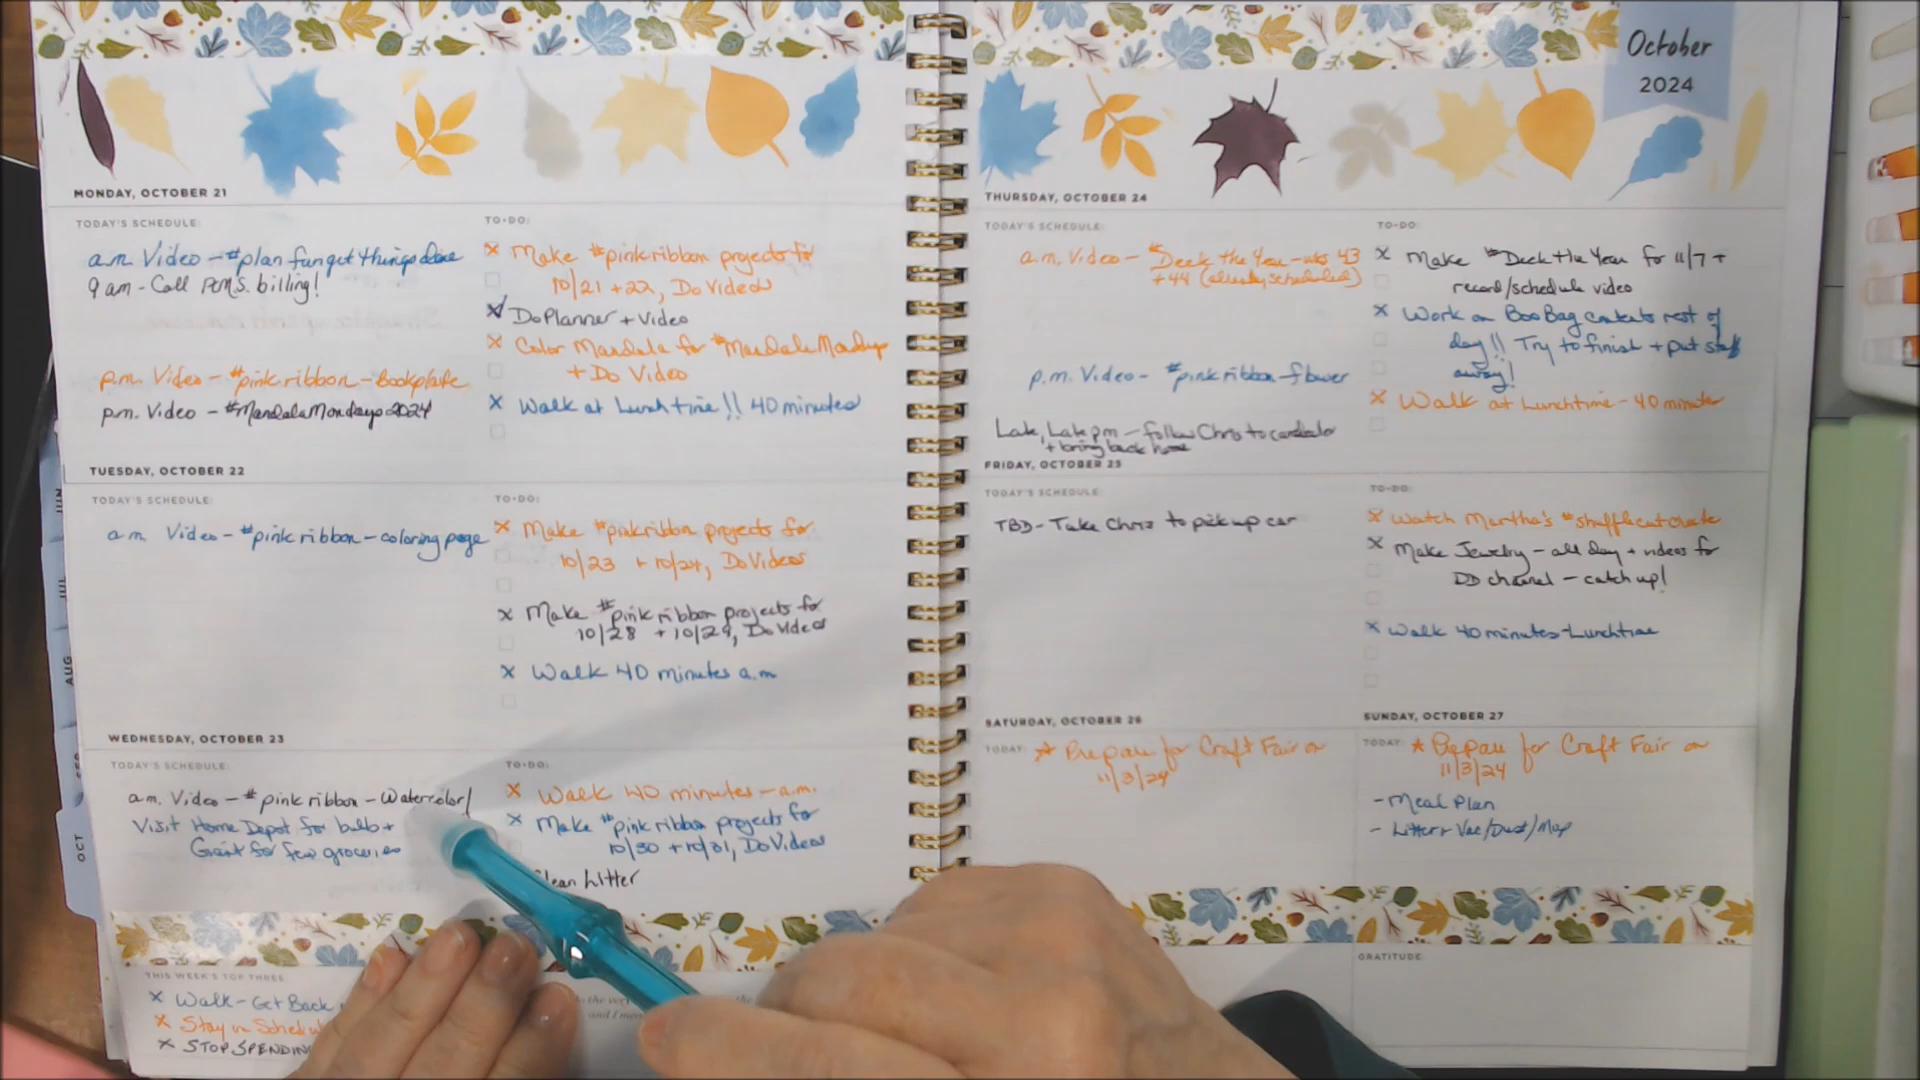 October
2024
MONDAY, OCTOBER 21
TODAY'S SCHEDULE:
a.m. Video - #plan fun get things done
9 am - Call billing!
p.m. Video - #pinkribbon - Bookplate
p.m. Video - #MandalaMondays2024
TO-DO:
X Make #pinkribbon projects for
10/21 + 22, Do Videos
X Do Planner + Video
X Color Mandala for #MandalaMonday
+ Do Video
X Walk at Lunchtime!! 40 minutes
TUESDAY, OCTOBER 22
TODAY'S SCHEDULE:
a.m. Video - #pinkribbon - coloring page
TO-DO:
X Make #pinkribbon projects for
10/23 + 10/24, Do Videos
X Make #pinkribbon projects for
10/28 + 10/29, Do Videos
X Walk 40 minutes a.m.
WEDNESDAY, OCTOBER 23
TODAY'S SCHEDULE:
a.m. Video - #pinkribbon - Watercolor
Visit Home Depot for bulb +
Giant for few groceries
TO-DO:
X Walk 40 minutes - a.m.
X Make #pinkribbon projects for
10/30 + 10/31, Do Videos
Clean Litter
THIS WEEK'S TOP THREE
X Walk - Get Back
X Stay on Schedul
X STOP SPENDING
THURSDAY, OCTOBER 24
TODAY'S SCHEDULE:
a.m. Video - #Deck the Year - wks 43
+ 44 (already scheduled)
p.m. Video - #pinkribbon - flower
Late, Late pm - follow Chris to
+ bring back home
TO-DO:
X Make #Deck the Year for 11/7 +
record/schedule video
X Work on Boo Bag contents rest of
day!! Try to finish + put stuff
away!
X Walk at Lunchtime - 40 minutes
FRIDAY, OCTOBER 25
TODAY'S SCHEDULE:
TBD - Take Chris to pick up car
TO-DO:
X Watch Martha's #shufflecutcreate
X Make Jewelry - all day + videos for
DD channel - catch up!
X Walk 40 minutes - Lunchtime
SATURDAY, OCTOBER 26
TODAY:
* Prepare for Craft Fair on
11/3/24
SUNDAY, OCTOBER 27
TODAY:
* Prepare for Craft Fair on
11/3/24
- Meal Plan
- Litter + Vac/Dust/Mop
GRATITUDE:
JUL
AUG
OCT